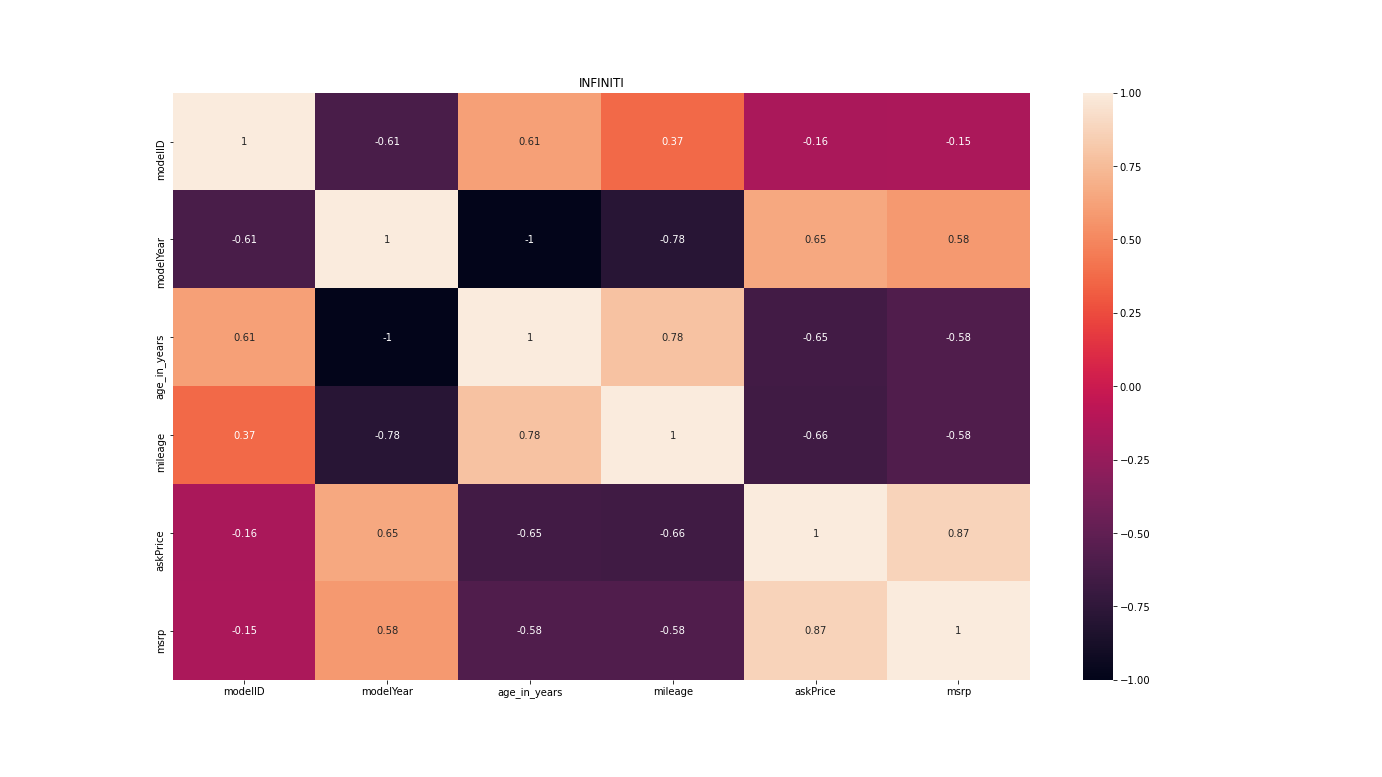 INFINITI
modelID 1 -0.61 0.61 0.37 -0.16 -0.15
modelYear -0.61 1 -1 -0.78 0.65 0.58
age_in_years 0.61 -1 1 0.78 -0.65 -0.58
mileage 0.37 -0.78 0.78 1 -0.66 -0.58
askPrice -0.16 0.65 -0.65 -0.66 1 0.87
msrp -0.15 0.58 -0.58 -0.58 0.87 1
modelID modelYear age_in_years mileage askPrice msrp
1.00
0.75
0.50
0.25
0.00
−0.25
−0.50
−0.75
−1.00